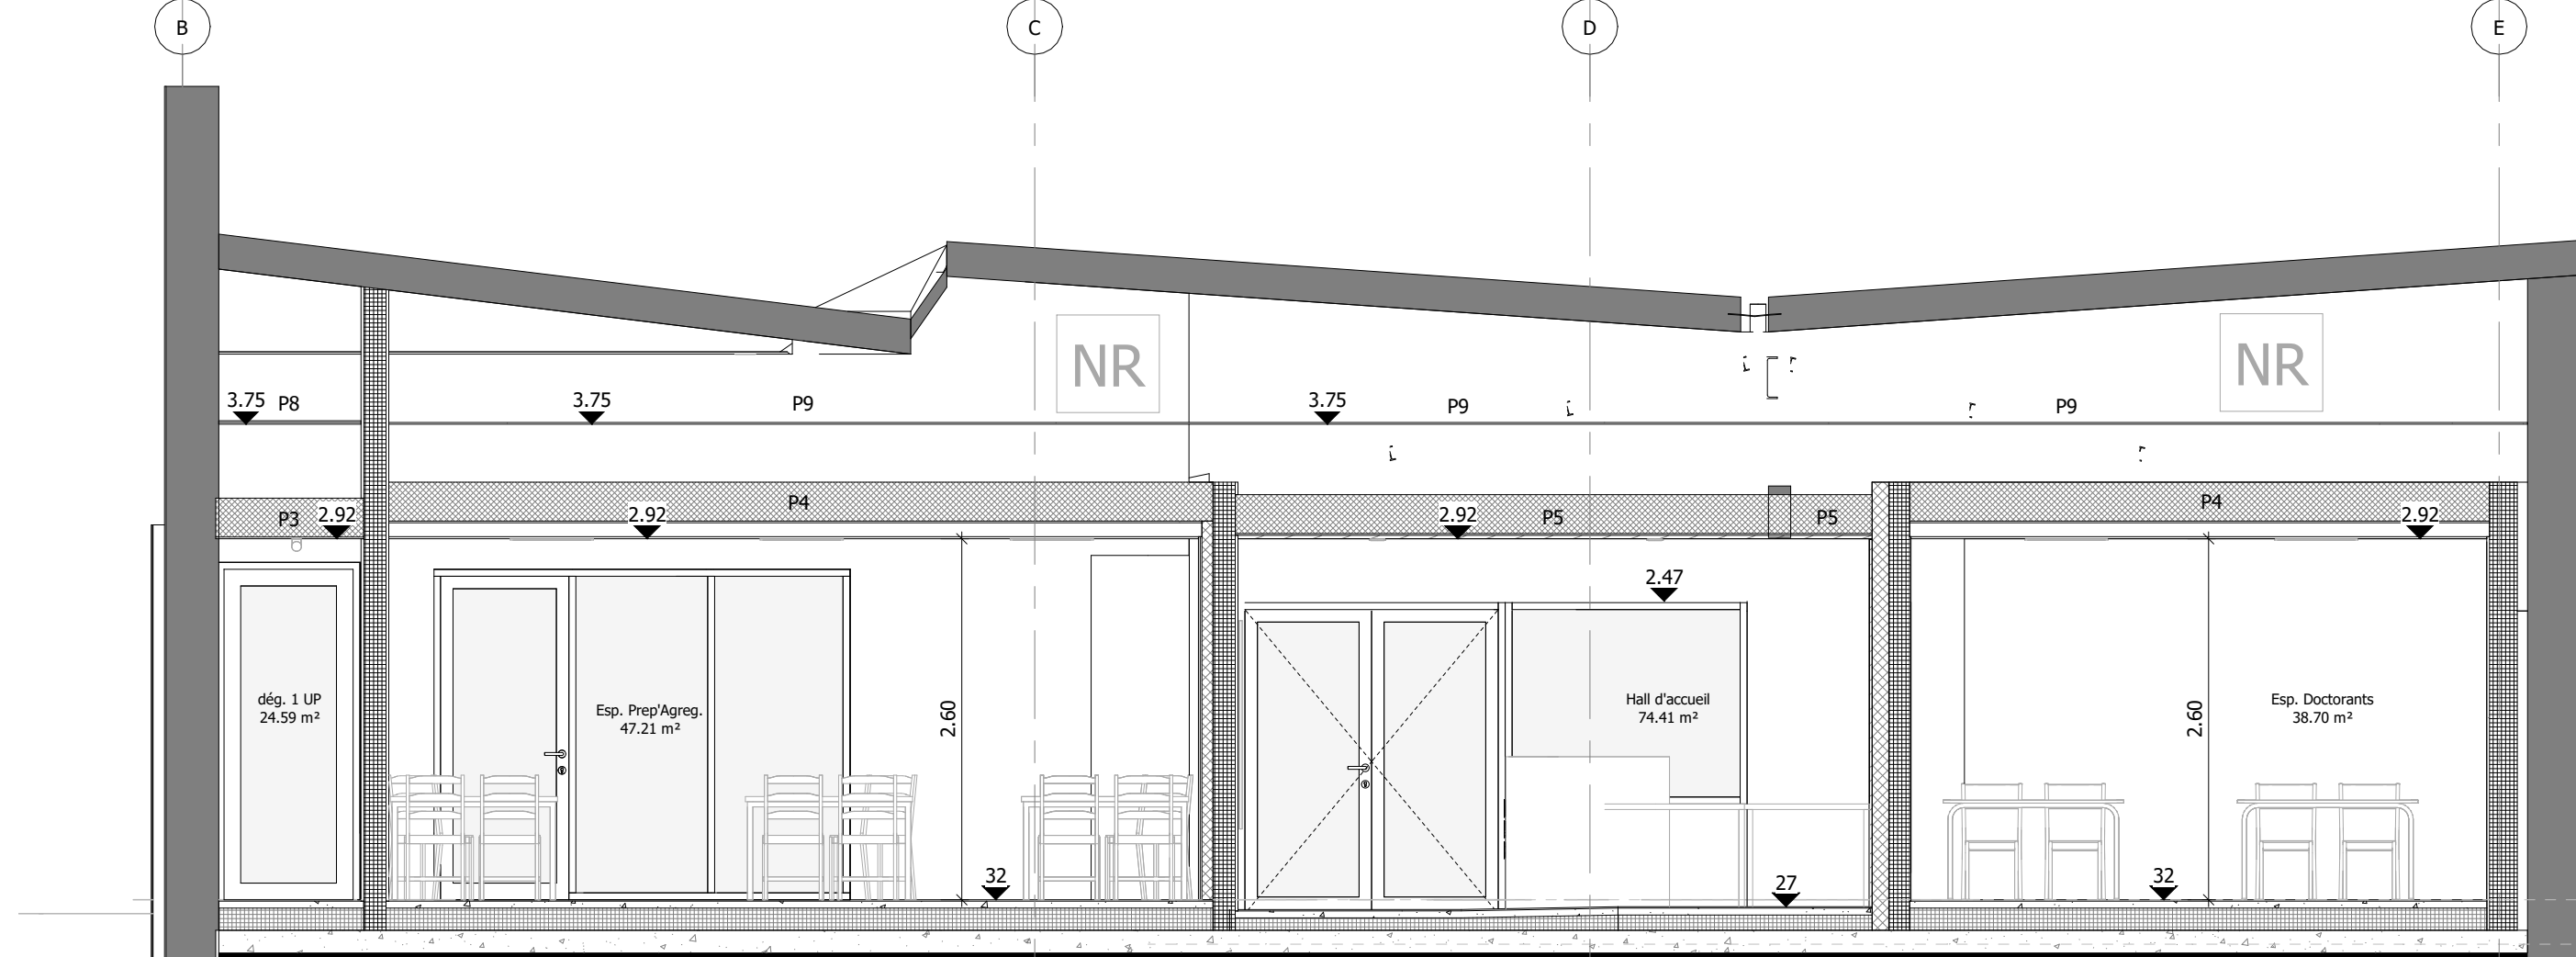 B
C
D
E
NR
NR
3.75
P8
3.75
P9
3.75
P9
P9
P3
2.92
2.92
P4
2.92
P5
P5
P4
2.92
2.47
dég. 1 UP
24.59 m²
Esp. Prep'Agreg.
47.21 m²
2.60
Hall d'accueil
74.41 m²
2.60
Esp. Doctorants
38.70 m²
32
27
32